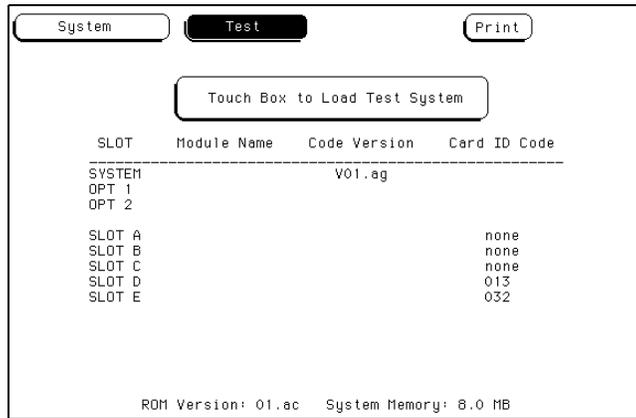 System Test Print
Touch Box to Load Test System
SLOT Module Name Code Version Card ID Code
SYSTEM V01.ag
OPT 1
OPT 2
SLOT A none
SLOT B none
SLOT C none
SLOT D 013
SLOT E 032
ROM Version: 01.ac System Memory: 8.0 MB